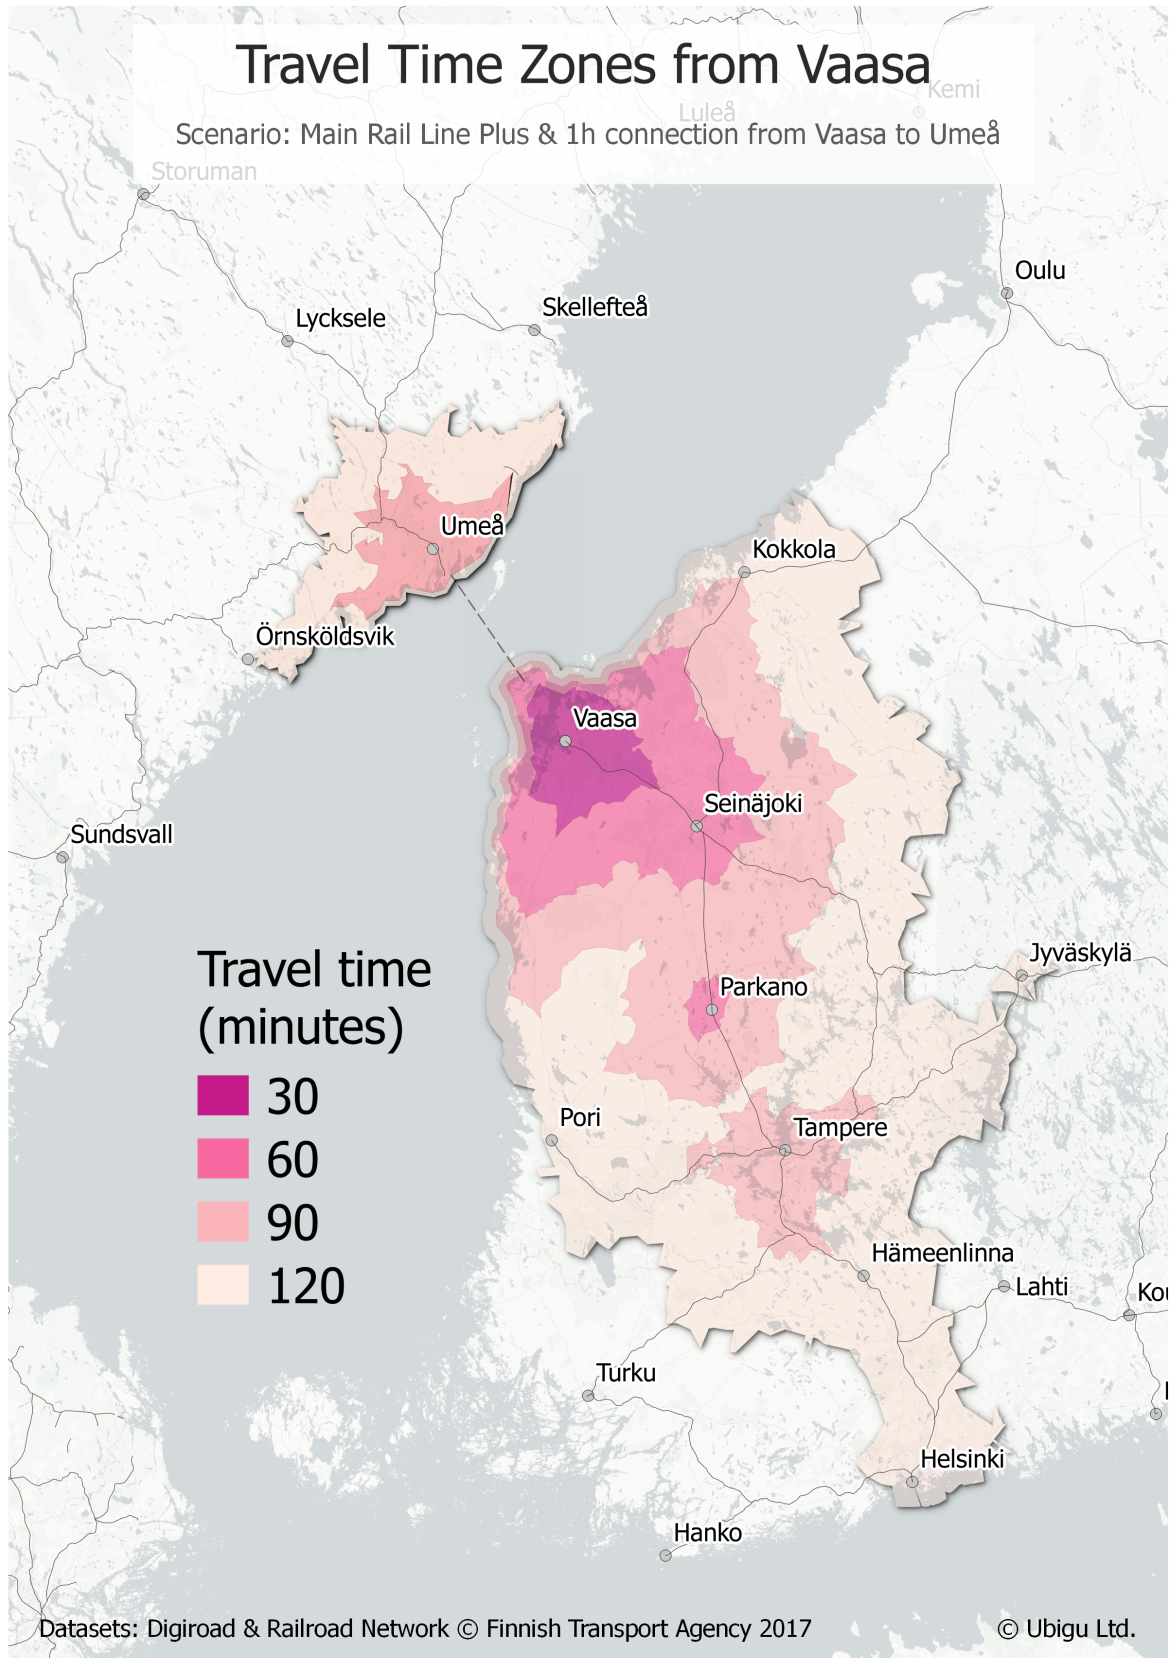 Travel Time Zones from Vaasa
Kemi
Luleå
Scenario: Main Rail Line Plus & 1h connection from Vaasa to Umeå
Storuman
Oulu
Skellefteå
Lycksele
Umeå
Kokkola
Örnsköldsvik
Vaasa
Seinäjoki
Sundsvall
Jyväskylä
Parkano
Travel time
(minutes)
30
60
90
120
Pori
Tampere
Hämeenlinna
Lahti
Kou
Turku
Helsinki
Hanko
Datasets: Digiroad & Railroad Network © Finnish Transport Agency 2017
© Ubigu Ltd.